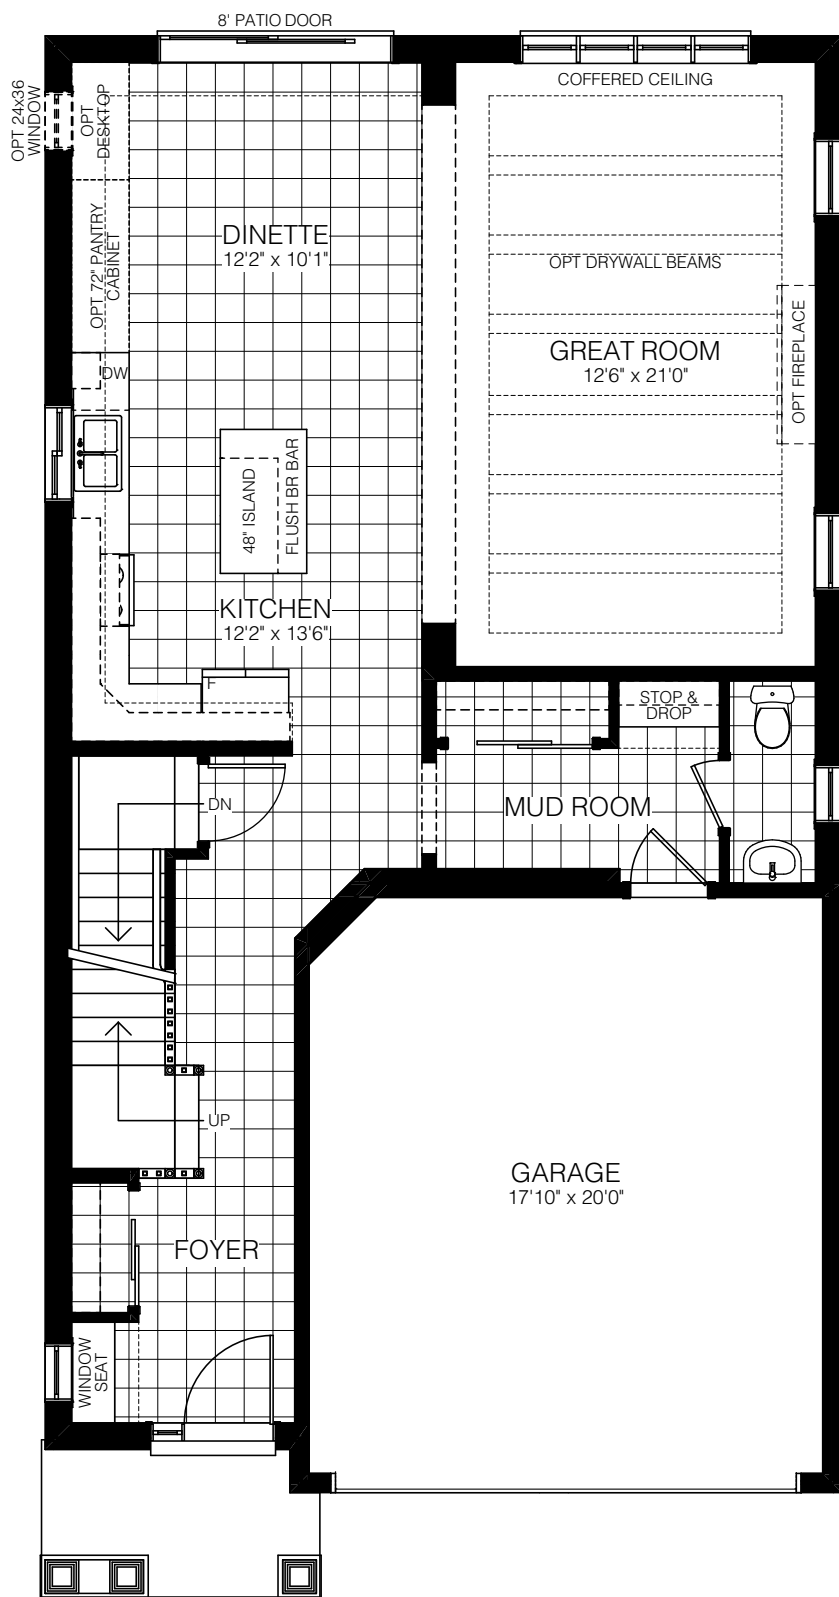 8' PATIO DOOR
COFFERED CEILING
OPT 24x36
WINDOW
OPT
DESKTOP
DINETTE
12'2" x 10'1"
OPT 72" PANTRY
CABINET
OPT DRYWALL BEAMS
GREAT ROOM
12'6" x 21'0"
OPT FIREPLACE
DW
48" ISLAND
FLUSH BR BAR
KITCHEN
12'2" x 13'6"
F
STOP &
DROP
DN
MUD ROOM
UP
GARAGE
17'10" x 20'0"
FOYER
WINDOW
SEAT